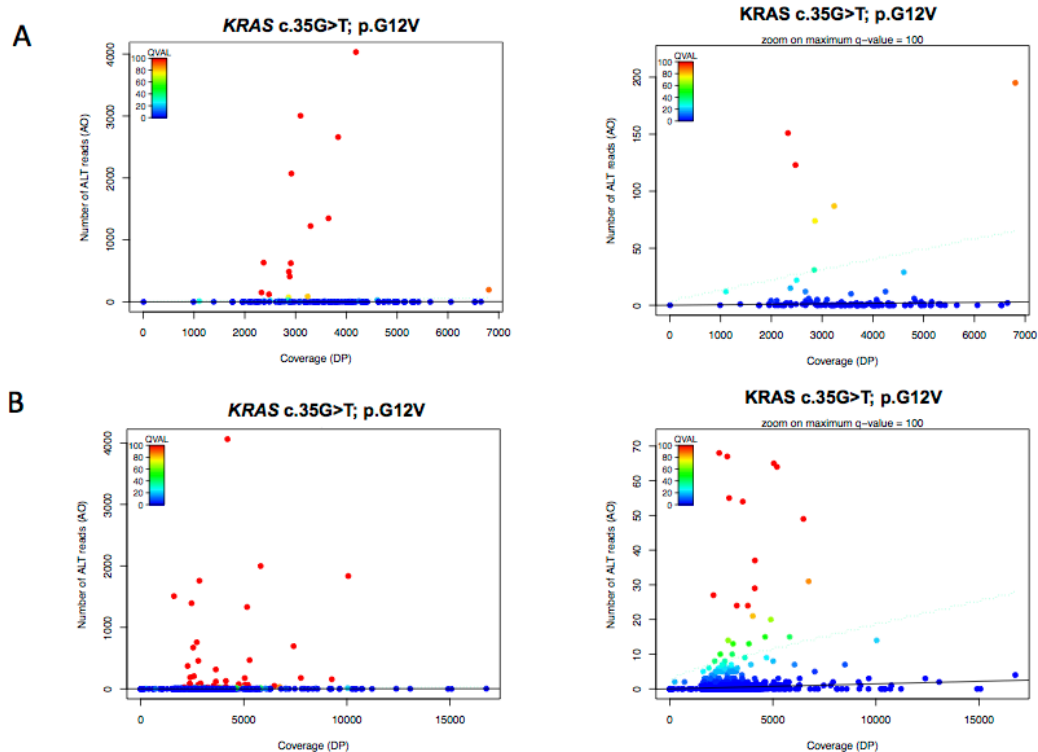 A
KRAS c.35G>T; p.G12V
QVAL
100
80
60
40
20
0
Number of ALT reads (AO)
4000
3000
2000
1000
0
0 1000 2000 3000 4000 5000 6000 7000
Coverage (DP)
KRAS c.35G>T; p.G12V
zoom on maximum q-value = 100
QVAL
100
80
60
40
20
0
Number of ALT reads (AO)
200
150
100
50
0
0 1000 2000 3000 4000 5000 6000 7000
Coverage (DP)
B
KRAS c.35G>T; p.G12V
QVAL
100
80
60
40
20
0
Number of ALT reads (AO)
4000
3000
2000
1000
0
0 5000 10000 15000
Coverage (DP)
KRAS c.35G>T; p.G12V
zoom on maximum q-value = 100
QVAL
100
80
60
40
20
0
Number of ALT reads (AO)
70
60
50
40
30
20
10
0
0 5000 10000 15000
Coverage (DP)